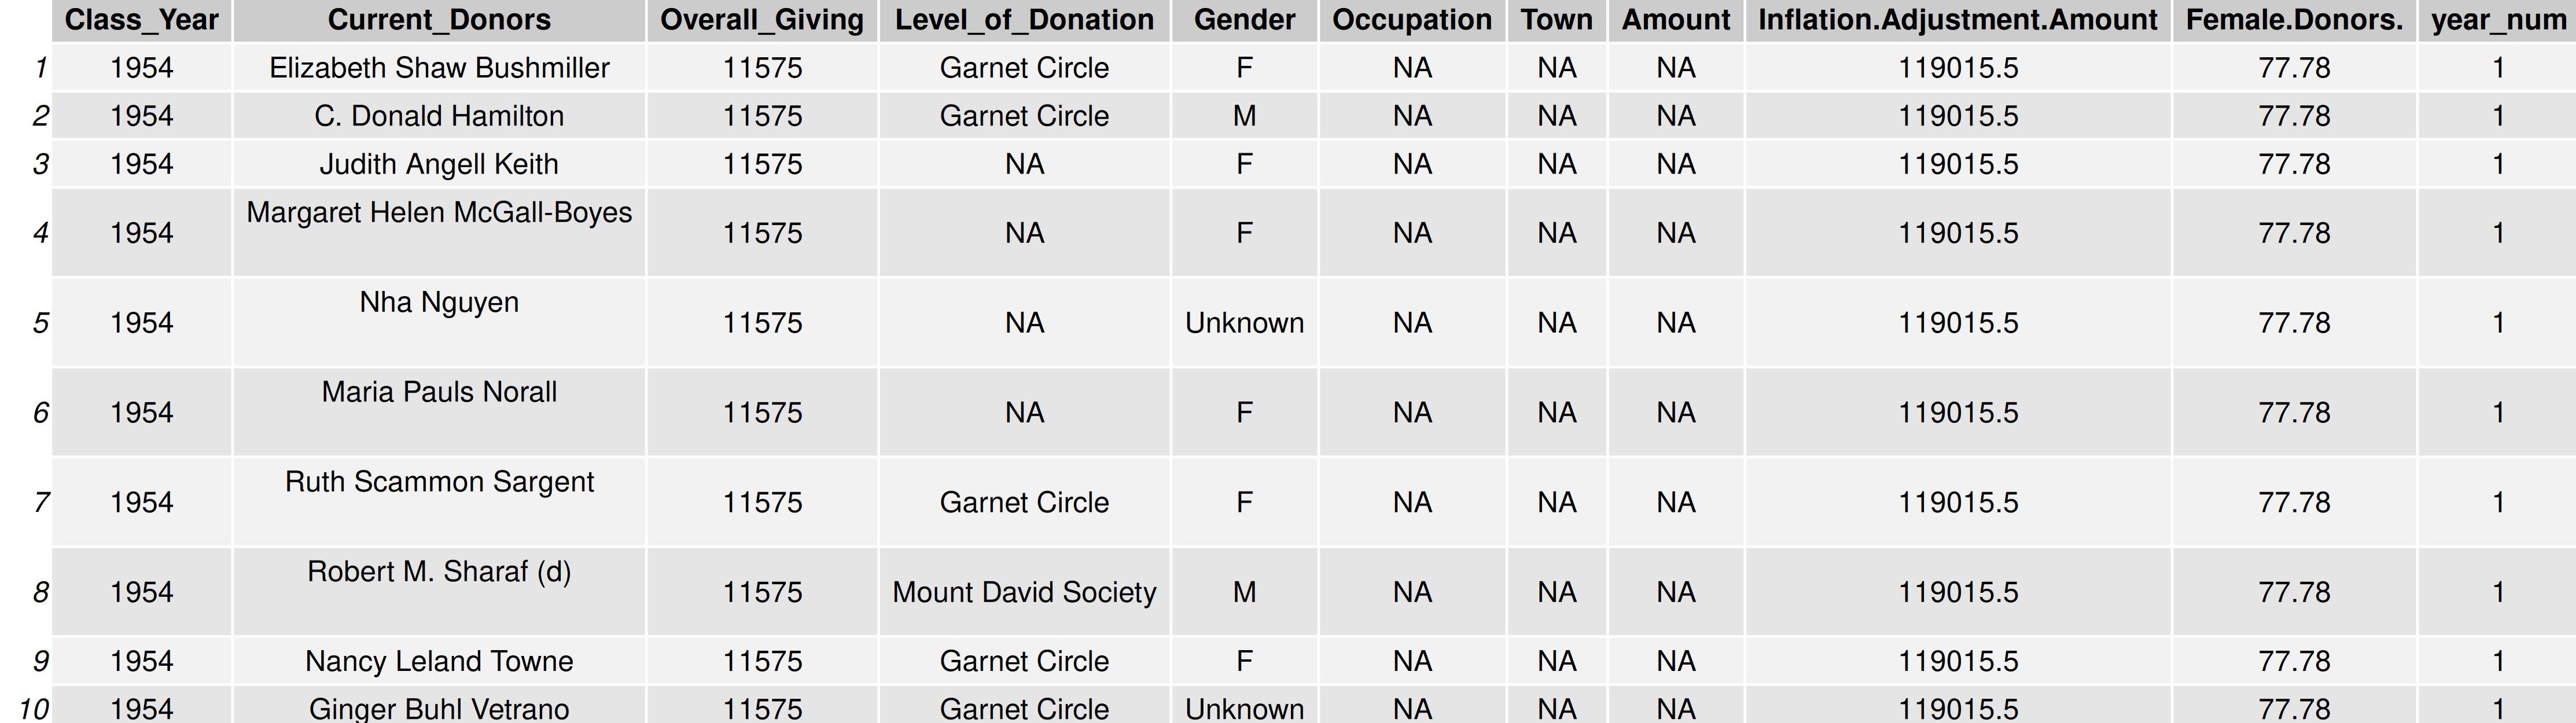 Class_Year Current_Donors Overall_Giving Level_of_Donation Gender Occupation Town Amount Inflation.Adjustment.Amount Female.Donors. year_num
1 1954 Elizabeth Shaw Bushmiller 11575 Garnet Circle F NA NA NA 119015.5 77.78 1
2 1954 C. Donald Hamilton 11575 Garnet Circle M NA NA NA 119015.5 77.78 1
3 1954 Judith Angell Keith 11575 NA F NA NA NA 119015.5 77.78 1
4 1954 Margaret Helen McGall-Boyes 11575 NA F NA NA NA 119015.5 77.78 1
5 1954 Nha Nguyen 11575 NA Unknown NA NA NA 119015.5 77.78 1
6 1954 Maria Pauls Norall 11575 NA F NA NA NA 119015.5 77.78 1
7 1954 Ruth Scammon Sargent 11575 Garnet Circle F NA NA NA 119015.5 77.78 1
8 1954 Robert M. Sharaf (d) 11575 Mount David Society M NA NA NA 119015.5 77.78 1
9 1954 Nancy Leland Towne 11575 Garnet Circle F NA NA NA 119015.5 77.78 1
10 1954 Ginger Buhl Vetrano 11575 Garnet Circle Unknown NA NA NA 119015.5 77.78 1